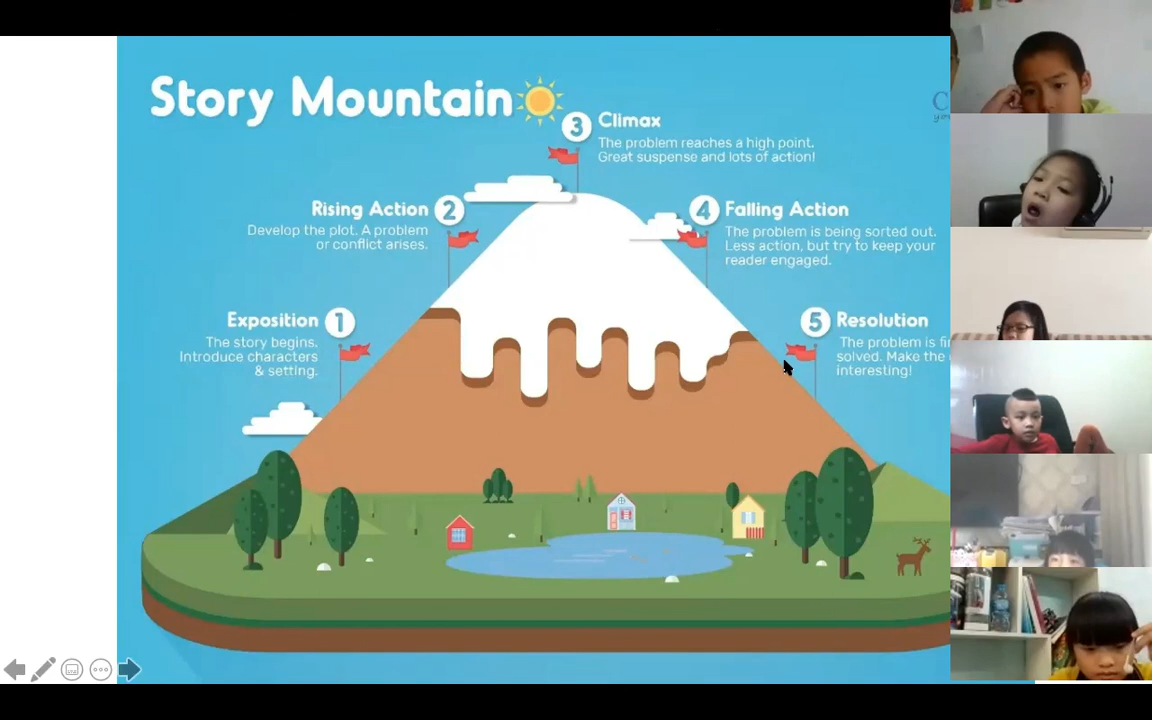 Story Mountain
3 Climax
The problem reaches a high point.
Great suspense and lots of action!
Rising Action 2
Develop the plot. A problem
or conflict arises.
4 Falling Action
The problem is being sorted out.
Less action, but try to keep your
reader engaged.
Exposition 1
The story begins.
Introduce characters
& setting.
5 Resolution
The problem is
solved. Make the
interesting!